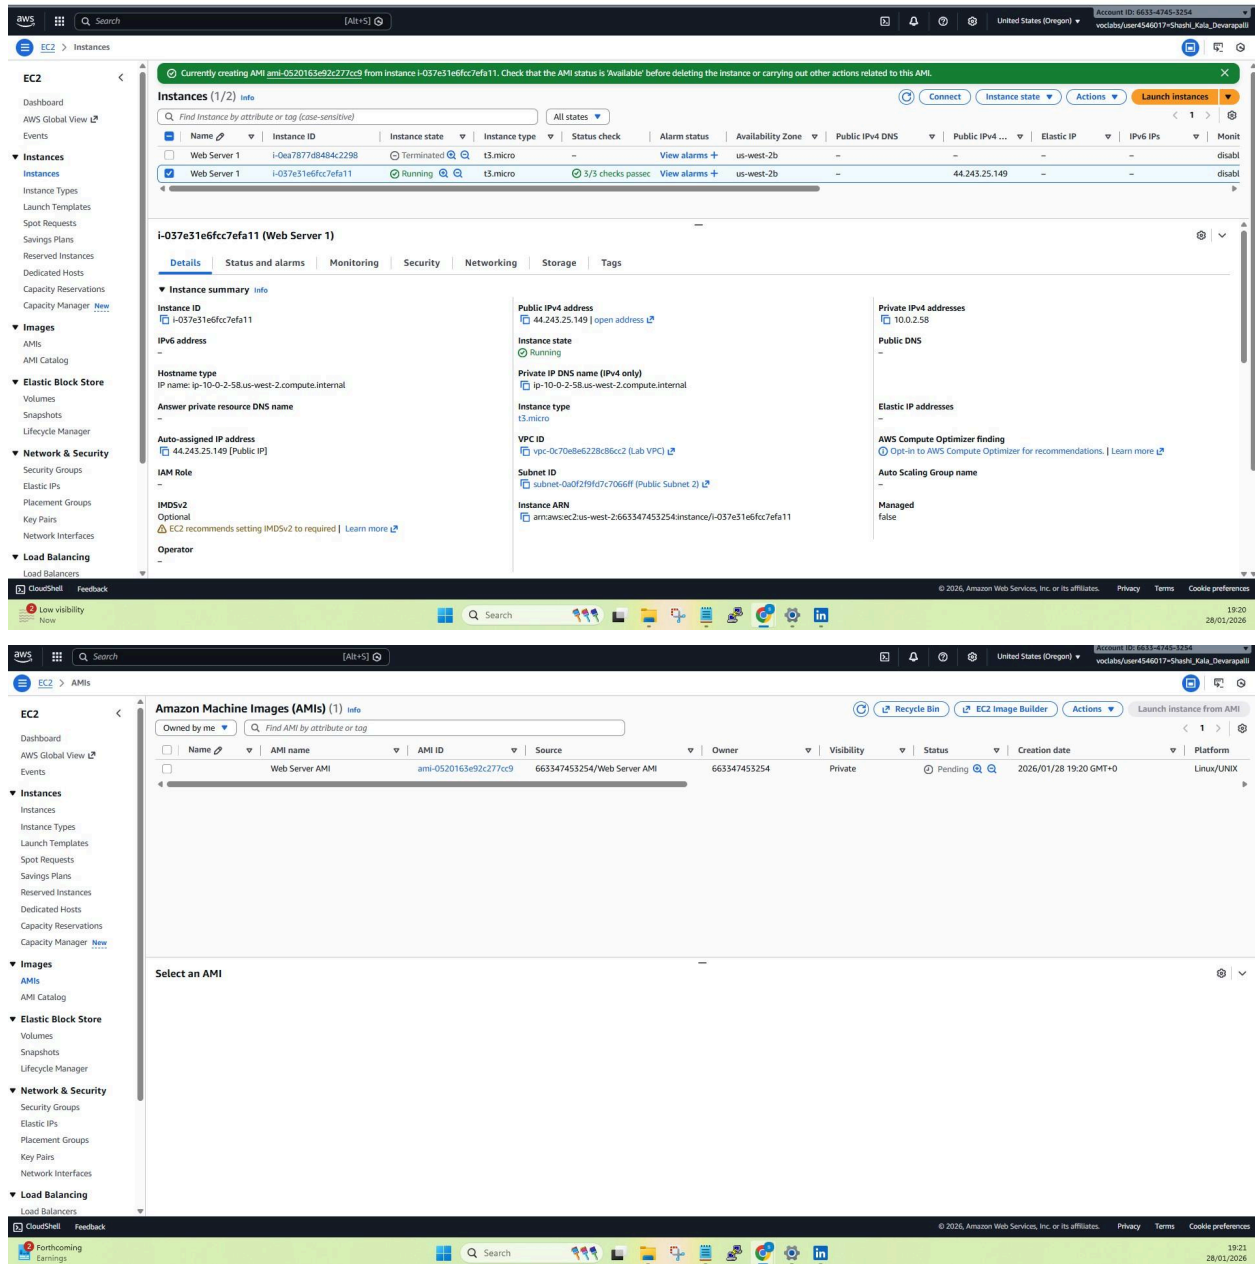 aws Search [Alt+S] United States (Oregon) Account ID: 6633-4745-3254
voclabs/user4546017=Shashi_Kala_Devarapalli
EC2 > Instances
EC2
Dashboard
AWS Global View
Events
Instances
Instances
Instance Types
Launch Templates
Spot Requests
Savings Plans
Reserved Instances
Dedicated Hosts
Capacity Reservations
Capacity Manager New
Images
AMIs
AMI Catalog
Elastic Block Store
Volumes
Snapshots
Lifecycle Manager
Network & Security
Security Groups
Elastic IPs
Placement Groups
Key Pairs
Network Interfaces
Load Balancing
Load Balancers
Currently creating AMI ami-0520163e92c277cc9 from instance i-037e31e6fcc7efa11. Check that the AMI status is 'Available' before deleting the instance or carrying out other actions related to this AMI.
Instances (1/2) Info Connect Instance state Actions Launch instances
Find Instance by attribute or tag (case-sensitive) All states 1
Name Instance ID Instance state Instance type Status check Alarm status Availability Zone Public IPv4 DNS Public IPv4 ... Elastic IP IPv6 IPs Monit
Web Server 1 i-0ea7877d8484c2298 Terminated t3.micro – View alarms + us-west-2b – – – – disabl
Web Server 1 i-037e31e6fcc7efa11 Running t3.micro 3/3 checks passec View alarms + us-west-2b – 44.243.25.149 – – disabl
i-037e31e6fcc7efa11 (Web Server 1)
Details Status and alarms Monitoring Security Networking Storage Tags
Instance summary Info
Instance ID Public IPv4 address Private IPv4 addresses
i-037e31e6fcc7efa11 44.243.25.149 | open address 10.0.2.58
IPv6 address Instance state Public DNS
– Running –
Hostname type Private IP DNS name (IPv4 only)
IP name: ip-10-0-2-58.us-west-2.compute.internal ip-10-0-2-58.us-west-2.compute.internal
Answer private resource DNS name Instance type Elastic IP addresses
– t3.micro –
Auto-assigned IP address VPC ID AWS Compute Optimizer finding
44.243.25.149 [Public IP] vpc-0c70e8e6228c86cc2 (Lab VPC) Opt-in to AWS Compute Optimizer for recommendations. | Learn more
IAM Role Subnet ID Auto Scaling Group name
– subnet-0a0f2f9fd7c7066ff (Public Subnet 2) –
IMDSv2 Instance ARN Managed
Optional arn:aws:ec2:us-west-2:663347453254:instance/i-037e31e6fcc7efa11 false
EC2 recommends setting IMDSv2 to required | Learn more
Operator
–
CloudShell Feedback © 2026, Amazon Web Services, Inc. or its affiliates. Privacy Terms Cookie preferences
2 Low visibility Search 19:20
Now 28/01/2026
aws Search [Alt+S] United States (Oregon) Account ID: 6633-4745-3254
voclabs/user4546017=Shashi_Kala_Devarapalli
EC2 > AMIs
EC2
Dashboard
AWS Global View
Events
Instances
Instances
Instance Types
Launch Templates
Spot Requests
Savings Plans
Reserved Instances
Dedicated Hosts
Capacity Reservations
Capacity Manager New
Images
AMIs
AMI Catalog
Elastic Block Store
Volumes
Snapshots
Lifecycle Manager
Network & Security
Security Groups
Elastic IPs
Placement Groups
Key Pairs
Network Interfaces
Load Balancing
Load Balancers
Amazon Machine Images (AMIs) (1) Info Recycle Bin EC2 Image Builder Actions Launch instance from AMI
Owned by me Find AMI by attribute or tag 1
Name AMI name AMI ID Source Owner Visibility Status Creation date Platform
Web Server AMI ami-0520163e92c277cc9 663347453254/Web Server AMI 663347453254 Private Pending 2026/01/28 19:20 GMT+0 Linux/UNIX
Select an AMI
CloudShell Feedback © 2026, Amazon Web Services, Inc. or its affiliates. Privacy Terms Cookie preferences
2 Forthcoming Search 19:21
Earnings 28/01/2026